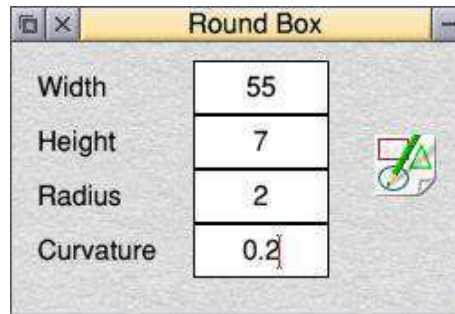 Round Box
Width 55
Height 7
Radius 2
Curvature 0.2